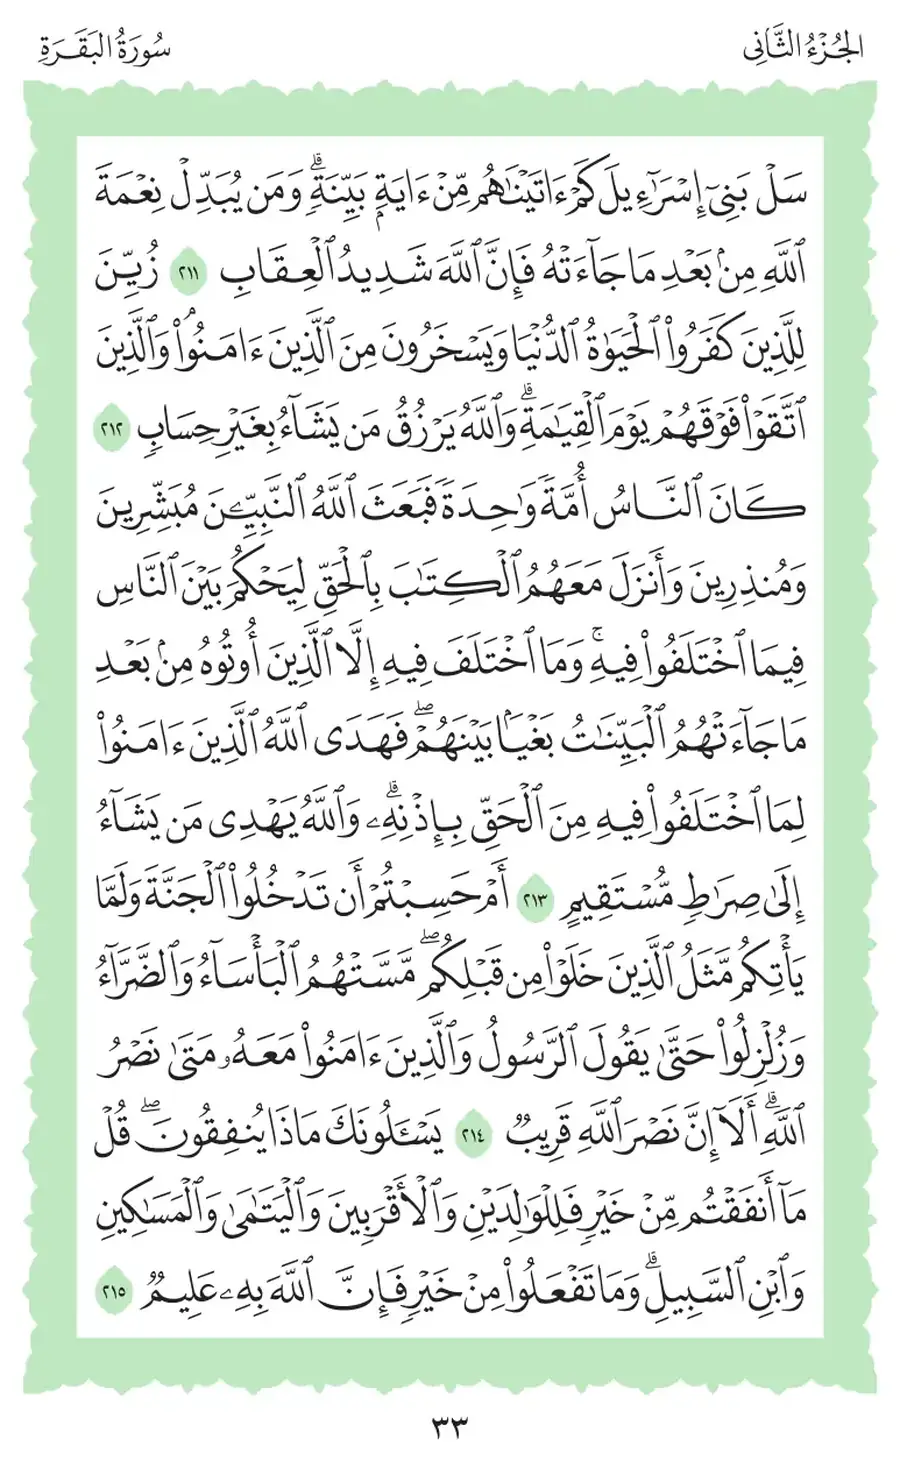 الجُزْءُ الثَّانِي
سُورَةُ البَقَرَةِ
سَلْ بَنِيٓ إِسْرَٰٓءِيلَ كَمْ ءَاتَيْنَٰهُم مِّنْ ءَايَةِۭ بَيِّنَةٖۗ وَمَن يُبَدِّلْ نِعْمَةَ
ٱللَّهِ مِنۢ بَعْدِ مَا جَآءَتْهُ فَإِنَّ ٱللَّهَ شَدِيدُ ٱلْعِقَابِ ٢١١ زُيِّنَ
لِلَّذِينَ كَفَرُوا۟ ٱلْحَيَوٰةُ ٱلدُّنْيَا وَيَسْخَرُونَ مِنَ ٱلَّذِينَ ءَامَنُوا۟ۘ وَٱلَّذِينَ
ٱتَّقَوْا۟ فَوْقَهُمْ يَوْمَ ٱلْقِيَٰمَةِۗ وَٱللَّهُ يَرْزُقُ مَن يَشَآءُ بِغَيْرِ حِسَابٖ ٢١٢
كَانَ ٱلنَّاسُ أُمَّةٗ وَٰحِدَةٗ فَبَعَثَ ٱللَّهُ ٱلنَّبِيِّـۧنَ مُبَشِّرِينَ
وَمُنذِرِينَ وَأَنزَلَ مَعَهُمُ ٱلْكِتَٰبَ بِٱلْحَقِّ لِيَحْكُمَ بَيْنَ ٱلنَّاسِ
فِيمَا ٱخْتَلَفُوا۟ فِيهِۚ وَمَا ٱخْتَلَفَ فِيهِ إِلَّا ٱلَّذِينَ أُوتُوهُ مِنۢ بَعْدِ
مَا جَآءَتْهُمُ ٱلْبَيِّنَٰتُ بَغْيَۢا بَيْنَهُمْۖ فَهَدَى ٱللَّهُ ٱلَّذِينَ ءَامَنُوا۟
لِمَا ٱخْتَلَفُوا۟ فِيهِ مِنَ ٱلْحَقِّ بِإِذْنِهِۦۗ وَٱللَّهُ يَهْدِي مَن يَشَآءُ
إِلَىٰ صِرَٰطٖ مُّسْتَقِيمٍ ٢١٣ أَمْ حَسِبْتُمْ أَن تَدْخُلُوا۟ ٱلْجَنَّةَ وَلَمَّا
يَأْتِكُم مَّثَلُ ٱلَّذِينَ خَلَوْا۟ مِن قَبْلِكُمۖ مَّسَّتْهُمُ ٱلْبَأْسَآءُ وَٱلضَّرَّآءُ
وَزُلْزِلُوا۟ حَتَّىٰ يَقُولَ ٱلرَّسُولُ وَٱلَّذِينَ ءَامَنُوا۟ مَعَهُۥ مَتَىٰ نَصْرُ
ٱللَّهِۗ أَلَآ إِنَّ نَصْرَ ٱللَّهِ قَرِيبٞ ٢١٤ يَسْـَٔلُونَكَ مَاذَا يُنفِقُونَۖ قُلْ
مَآ أَنفَقْتُم مِّنْ خَيْرٖ فَلِلْوَٰلِدَيْنِ وَٱلْأَقْرَبِينَ وَٱلْيَتَٰمَىٰ وَٱلْمَسَٰكِينِ
وَٱبْنِ ٱلسَّبِيلِۗ وَمَا تَفْعَلُوا۟ مِنْ خَيْرٖ فَإِنَّ ٱللَّهَ بِهِۦ عَلِيمٞ ٢١٥
٣٣